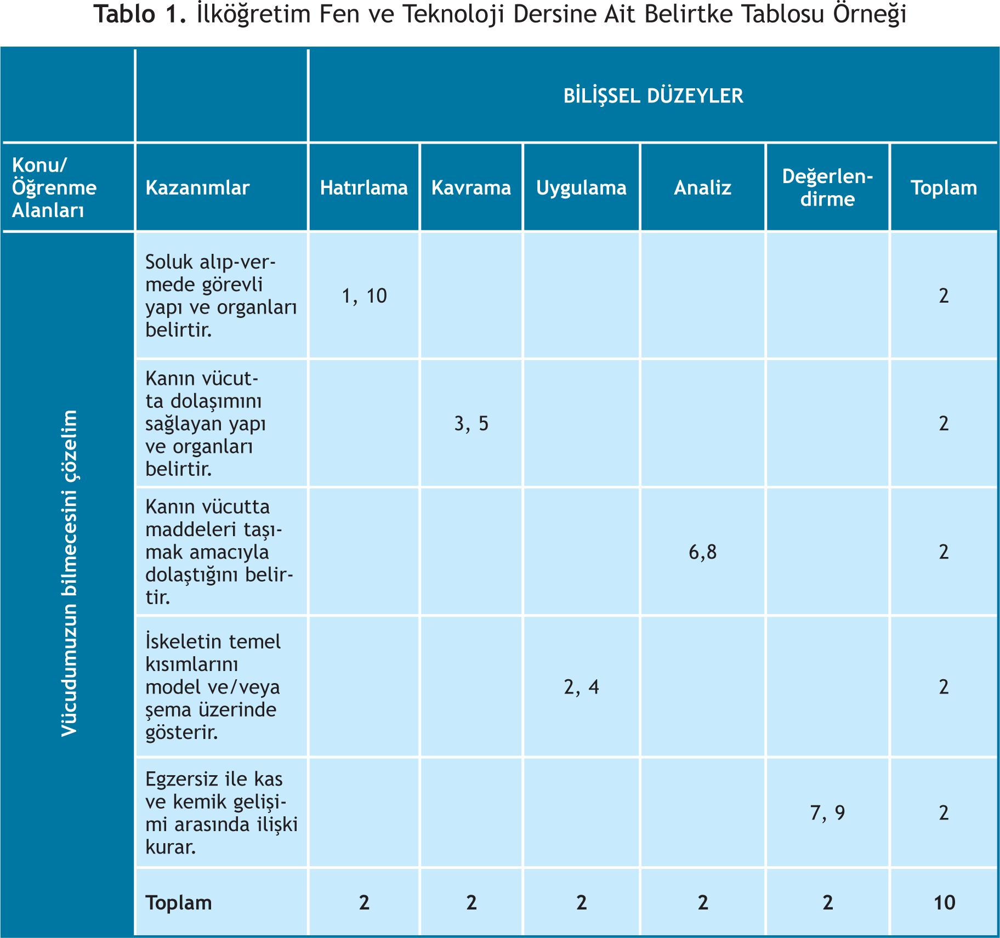 Tablo 1. İlköğretim Fen ve Teknoloji Dersine Ait Belirtke Tablosu Örneği
BİLİŞSEL DÜZEYLER
Konu/
Öğrenme
Alanları
Kazanımlar
Hatırlama
Kavrama
Uygulama
Analiz
Değerlen-
dirme
Toplam
Vücudumuzun bilmecesini çözelim
Soluk alıp-ver-
mede görevli
yapı ve organları
belirtir.
1, 10
2
Kanın vücut-
ta dolaşımını
sağlayan yapı
ve organları
belirtir.
3, 5
2
Kanın vücutta
maddeleri taşı-
mak amacıyla
dolaştığını belir-
tir.
6,8
2
İskeletin temel
kısımlarını
model ve/veya
şema üzerinde
gösterir.
2, 4
2
Egzersiz ile kas
ve kemik gelişi-
mi arasında ilişki
kurar.
7, 9
2
Toplam
2
2
2
2
2
10